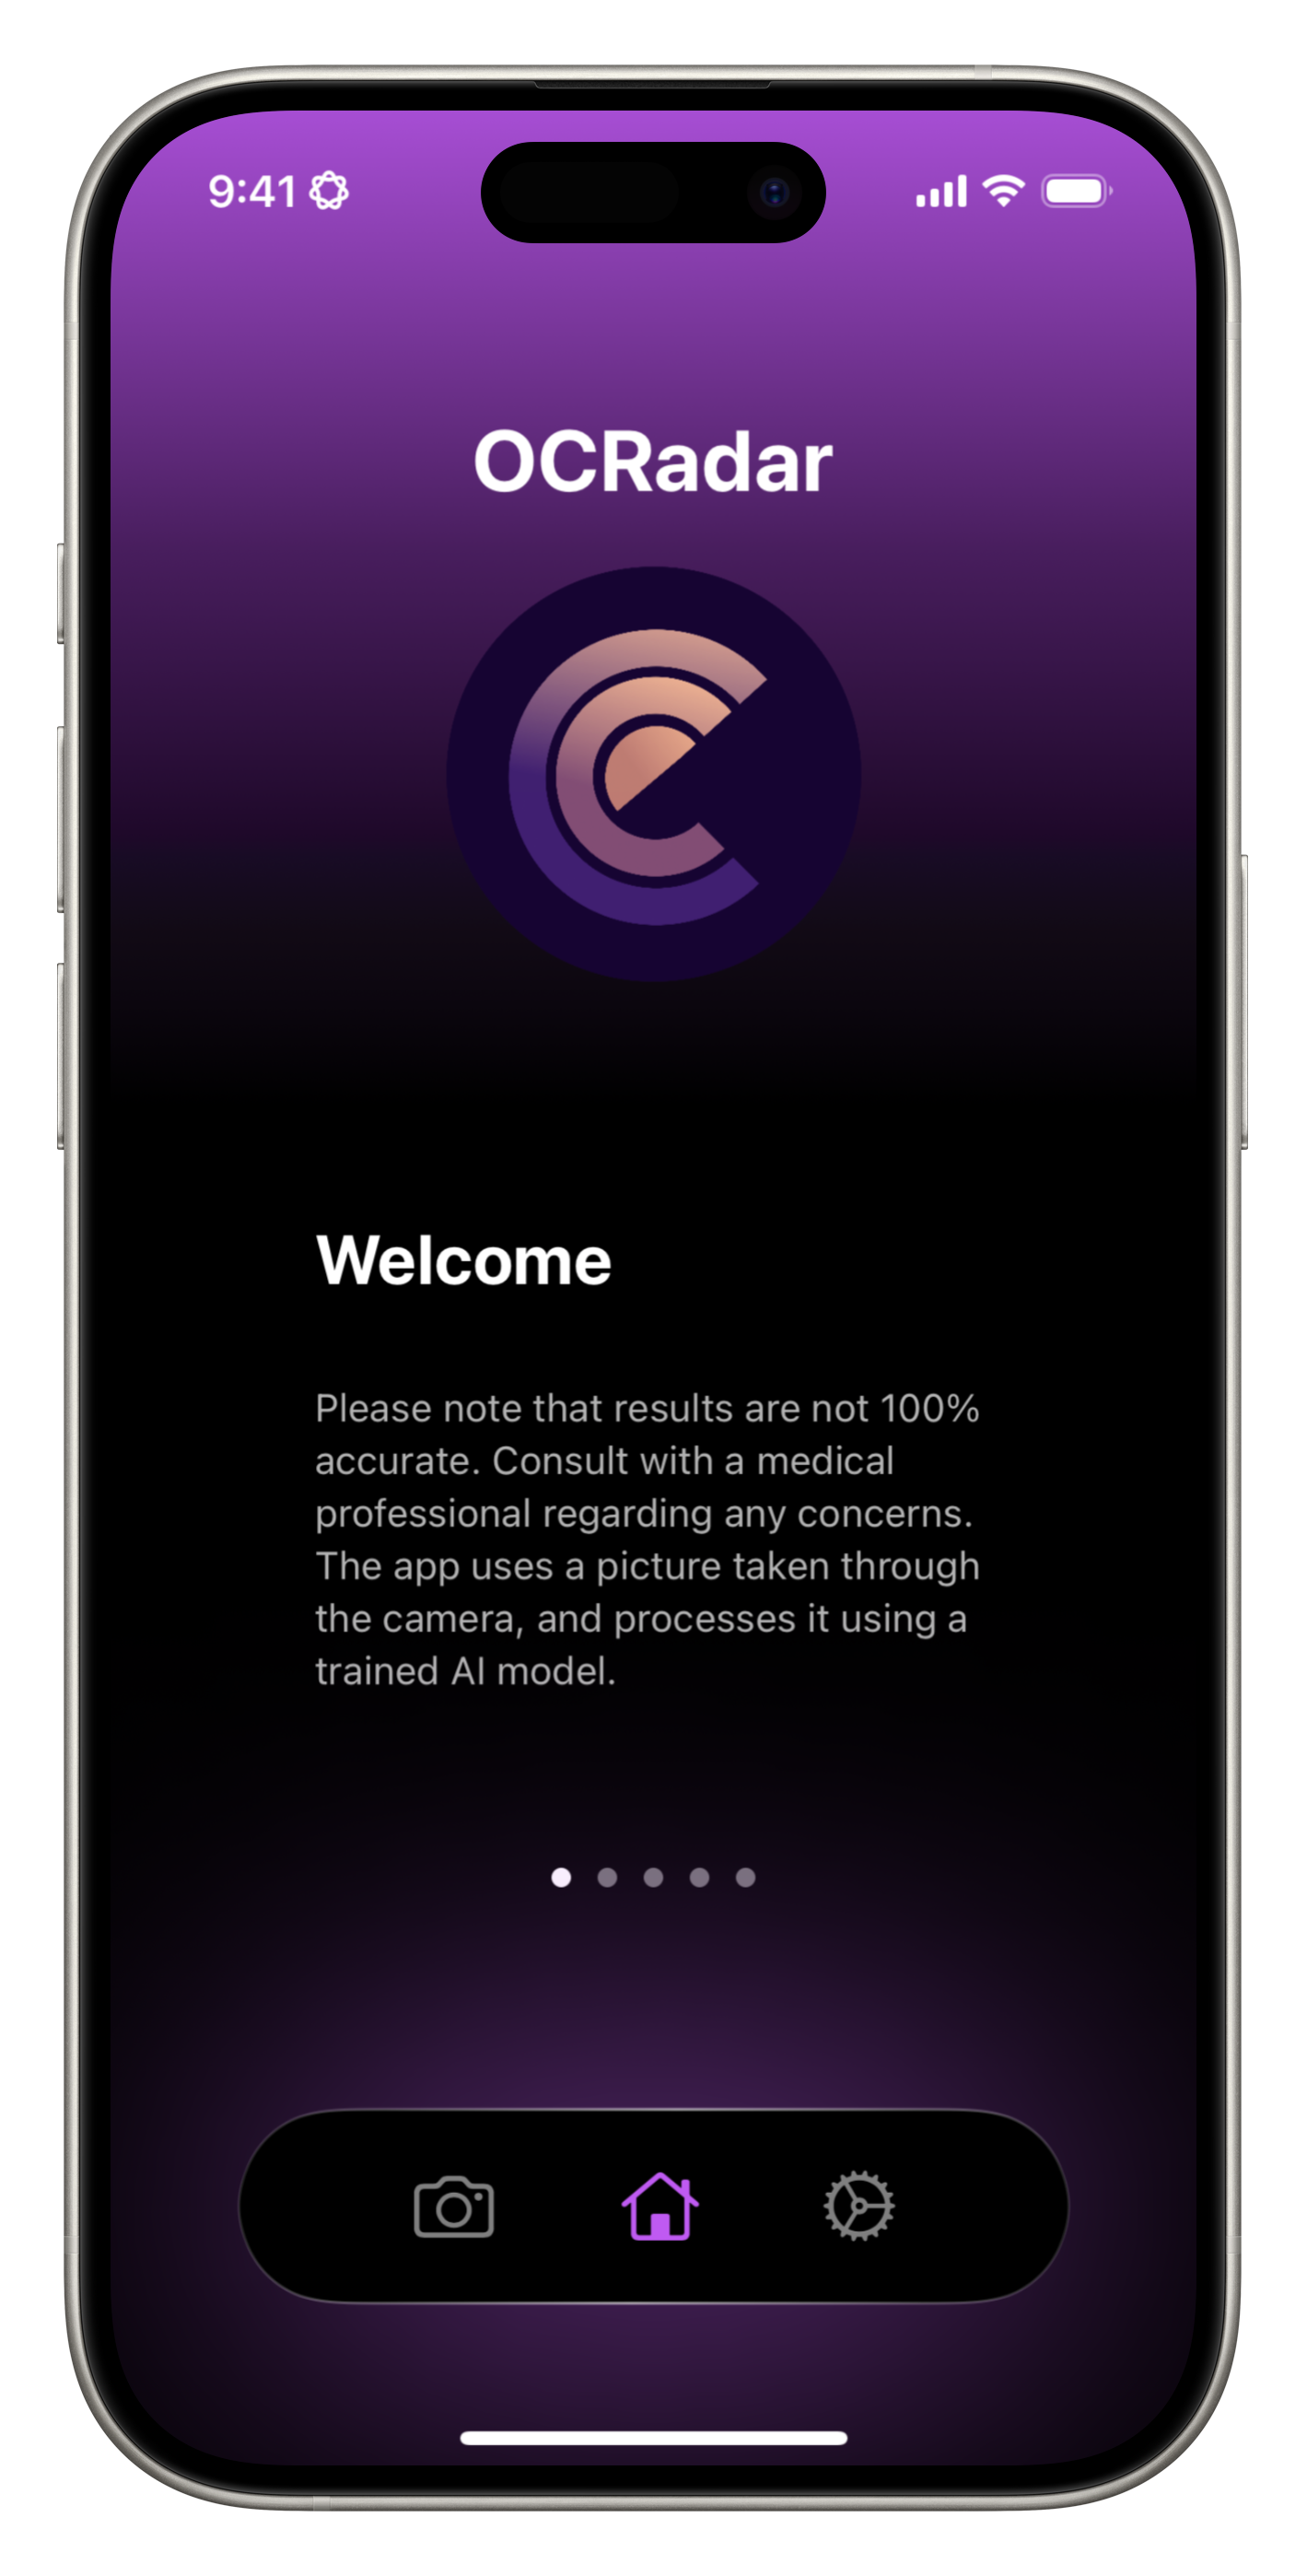 9:41
OCRadar
Welcome
Please note that results are not 100%
accurate. Consult with a medical
professional regarding any concerns.
The app uses a picture taken through
the camera, and processes it using a
trained AI model.